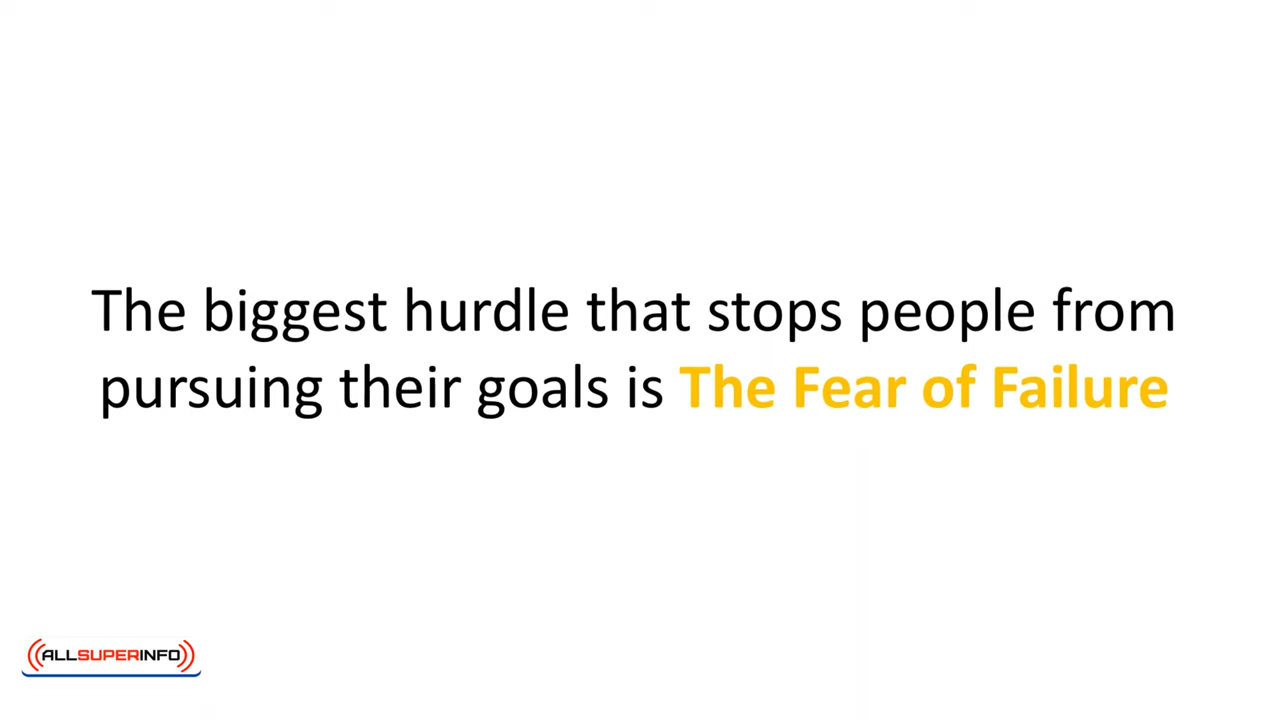 The biggest hurdle that stops people from
pursuing their goals is The Fear of Failure
ALLSUPERINFO